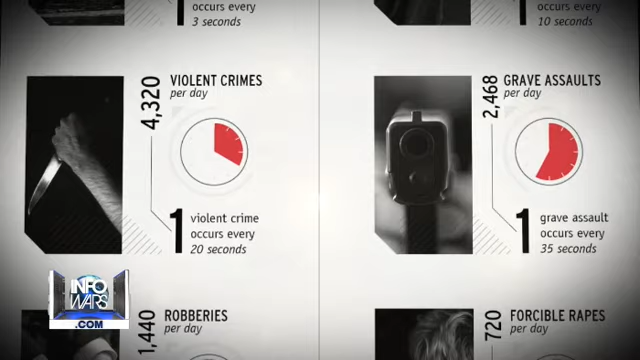 occurs every
3 seconds
occurs every
10 seconds
4,320
VIOLENT CRIMES
per day
1
violent crime
occurs every
20 seconds
2,468
GRAVE ASSAULTS
per day
1
grave assault
occurs every
35 seconds
INFO
WARS
.COM
1,440
ROBBERIES
per day
720
FORCIBLE RAPES
per day